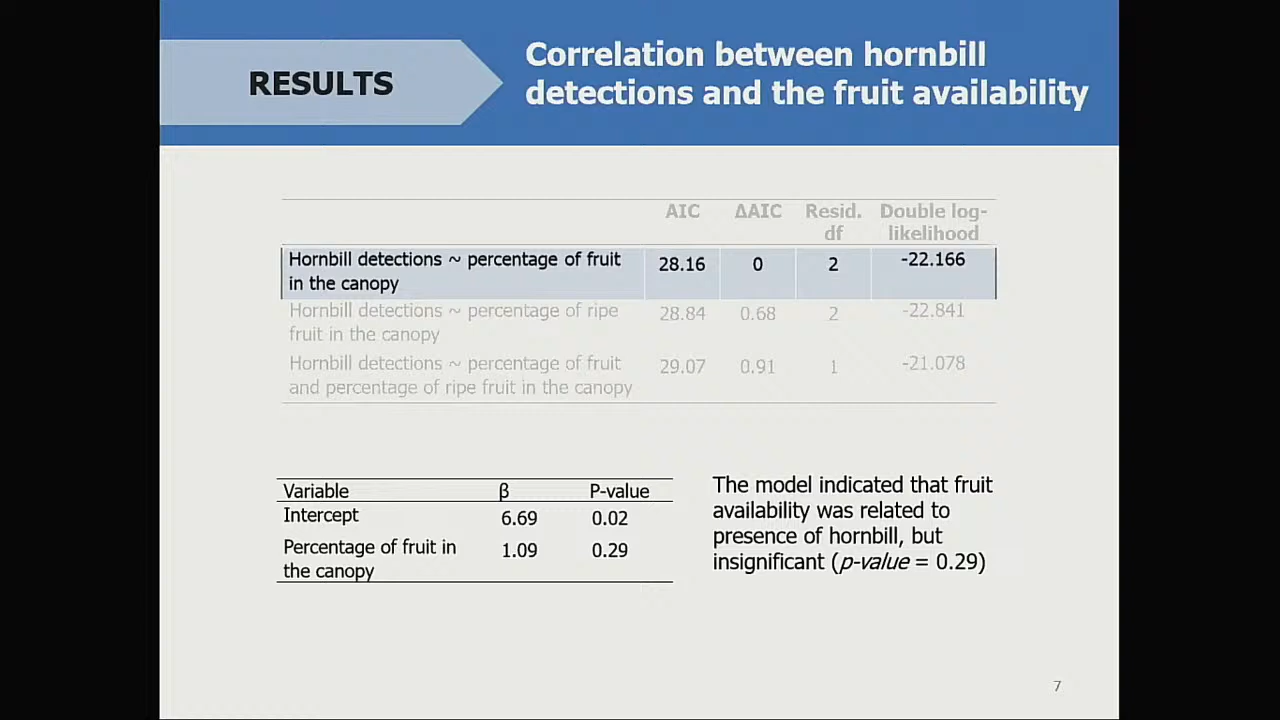 RESULTS
Correlation between hornbill
detections and the fruit availability
AIC ΔAIC Resid. df Double log-likelihood
Hornbill detections ~ percentage of fruit in the canopy 28.16 0 2 -22.166
Hornbill detections ~ percentage of ripe fruit in the canopy 28.84 0.68 2 -22.841
Hornbill detections ~ percentage of fruit and percentage of ripe fruit in the canopy 29.07 0.91 1 -21.078
Variable β P-value
Intercept 6.69 0.02
Percentage of fruit in the canopy 1.09 0.29
The model indicated that fruit
availability was related to
presence of hornbill, but
insignificant (p-value = 0.29)
7